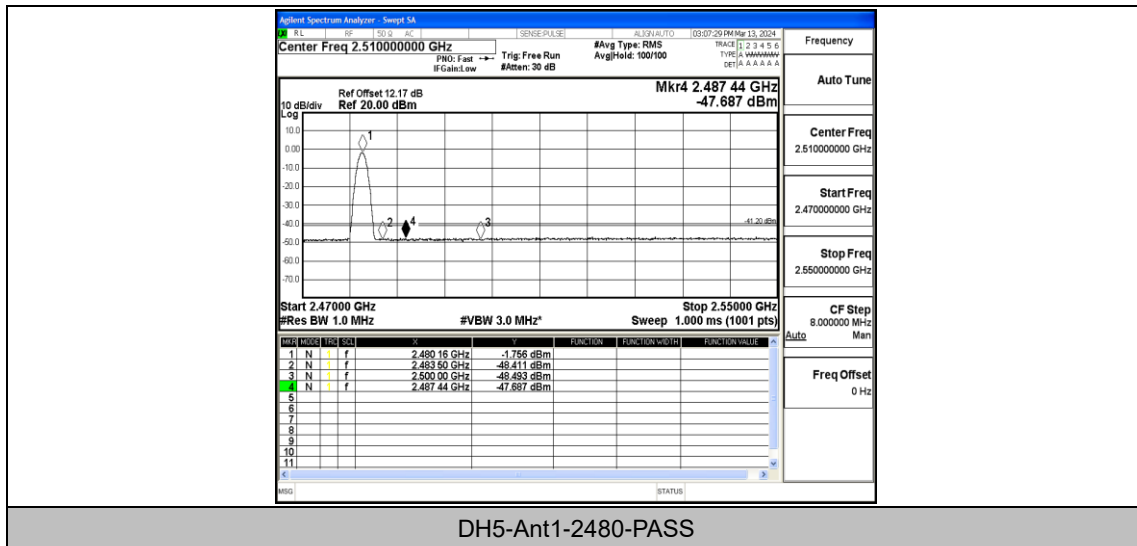 Agilent Spectrum Analyzer - Swept SA
RL RF 50 Ω AC SENSE:PULSE ALIGN AUTO 03:07:29 PM Mar 13, 2024
Center Freq 2.510000000 GHz
PNO: Fast
IFGain:Low
Trig: Free Run
#Atten: 30 dB
#Avg Type: RMS
Avg|Hold: 100/100
TRACE 1 2 3 4 5 6
TYPE A WWWWW
DET A A A A A A
Mkr4 2.487 44 GHz
-47.687 dBm
Ref Offset 12.17 dB
10 dB/div Ref 20.00 dBm
Log
10.0
0.00
-10.0
-20.0
-30.0
-40.0
-50.0
-60.0
-70.0
1
2
4
3
-41.20 dBm
Start 2.47000 GHz Stop 2.55000 GHz
#Res BW 1.0 MHz #VBW 3.0 MHz* Sweep 1.000 ms (1001 pts)
MKR MODE TRC SCL X Y FUNCTION FUNCTION WIDTH FUNCTION VALUE
1 N 1 f 2.480 16 GHz -1.756 dBm
2 N 1 f 2.483 50 GHz -48.411 dBm
3 N 1 f 2.500 00 GHz -48.493 dBm
4 N 1 f 2.487 44 GHz -47.687 dBm
5
6
7
8
9
10
11
MSG STATUS
Frequency
Auto Tune
Center Freq
2.510000000 GHz
Start Freq
2.470000000 GHz
Stop Freq
2.550000000 GHz
CF Step
8.000000 MHz
Auto Man
Freq Offset
0 Hz
DH5-Ant1-2480-PASS